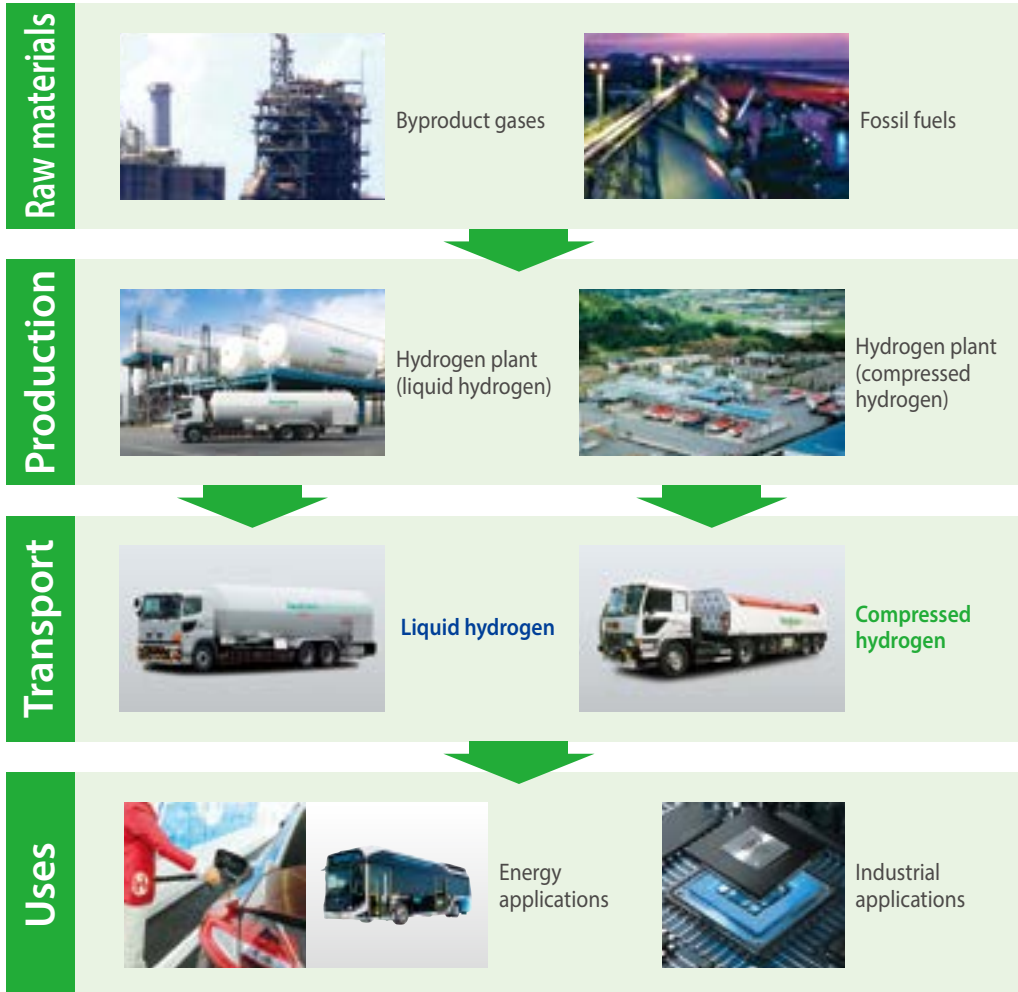 Raw materials
Byproduct gases
Fossil fuels
Production
Hydrogen plant
(liquid hydrogen)
Hydrogen plant
(compressed
hydrogen)
Transport
Liquid hydrogen
Compressed
hydrogen
Uses
Energy
applications
Industrial
applications